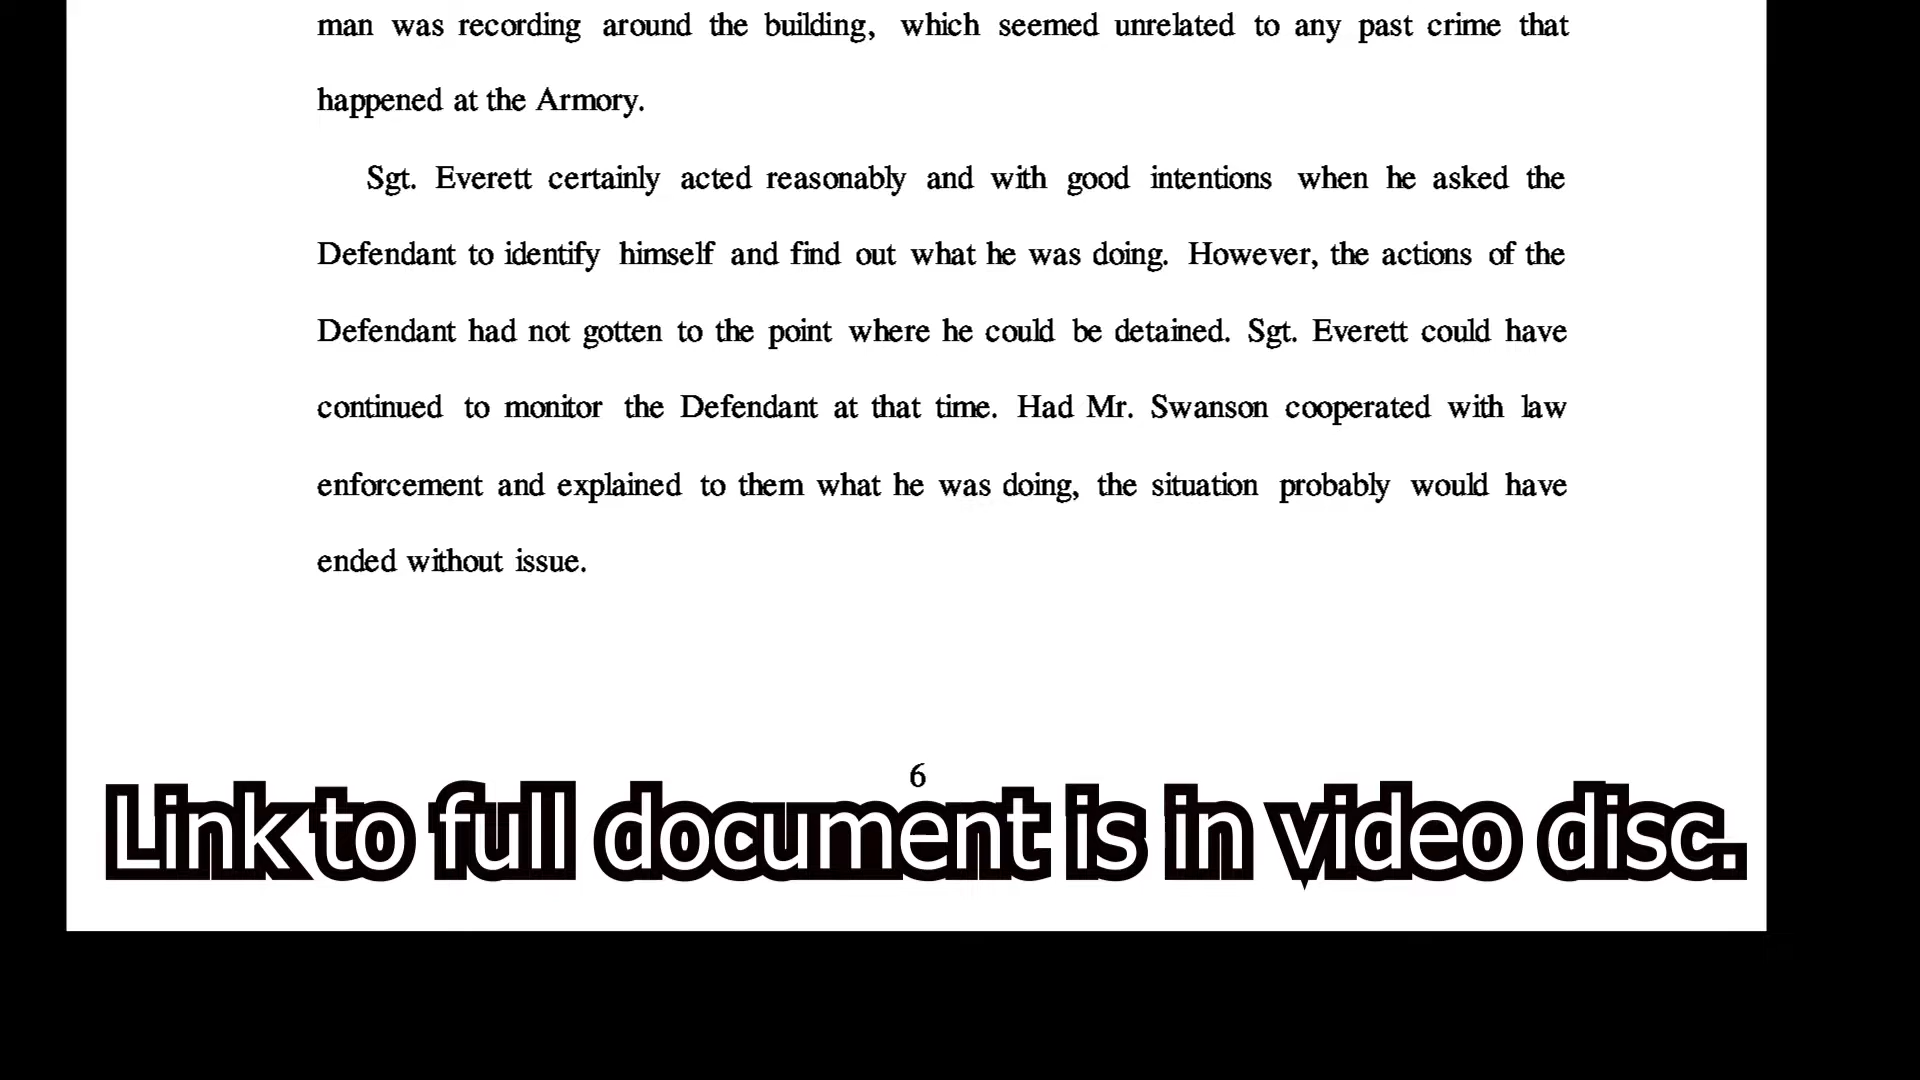 man was recording around the building, which seemed unrelated to any past crime that
happened at the Armory.
Sgt. Everett certainly acted reasonably and with good intentions when he asked the
Defendant to identify himself and find out what he was doing. However, the actions of the
Defendant had not gotten to the point where he could be detained. Sgt. Everett could have
continued to monitor the Defendant at that time. Had Mr. Swanson cooperated with law
enforcement and explained to them what he was doing, the situation probably would have
ended without issue.
6
Link to full document is in video disc.